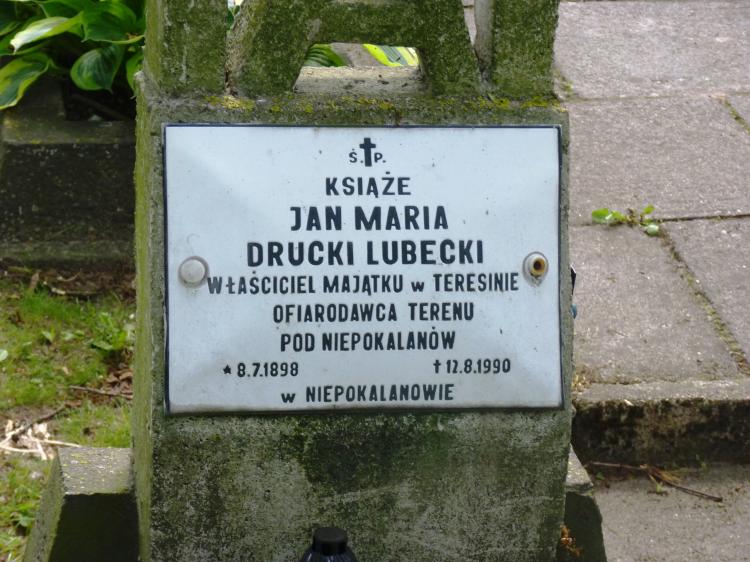 Ś.✝P.
KSIĄŻE
JAN MARIA
DRUCKI LUBECKI
WŁAŚCICIEL MAJĄTKU w TERESINIE
OFIARODAWCA TERENU
POD NIEPOKALANÓW
* 8.7.1898 ✝ 12.8.1990
w NIEPOKALANOWIE